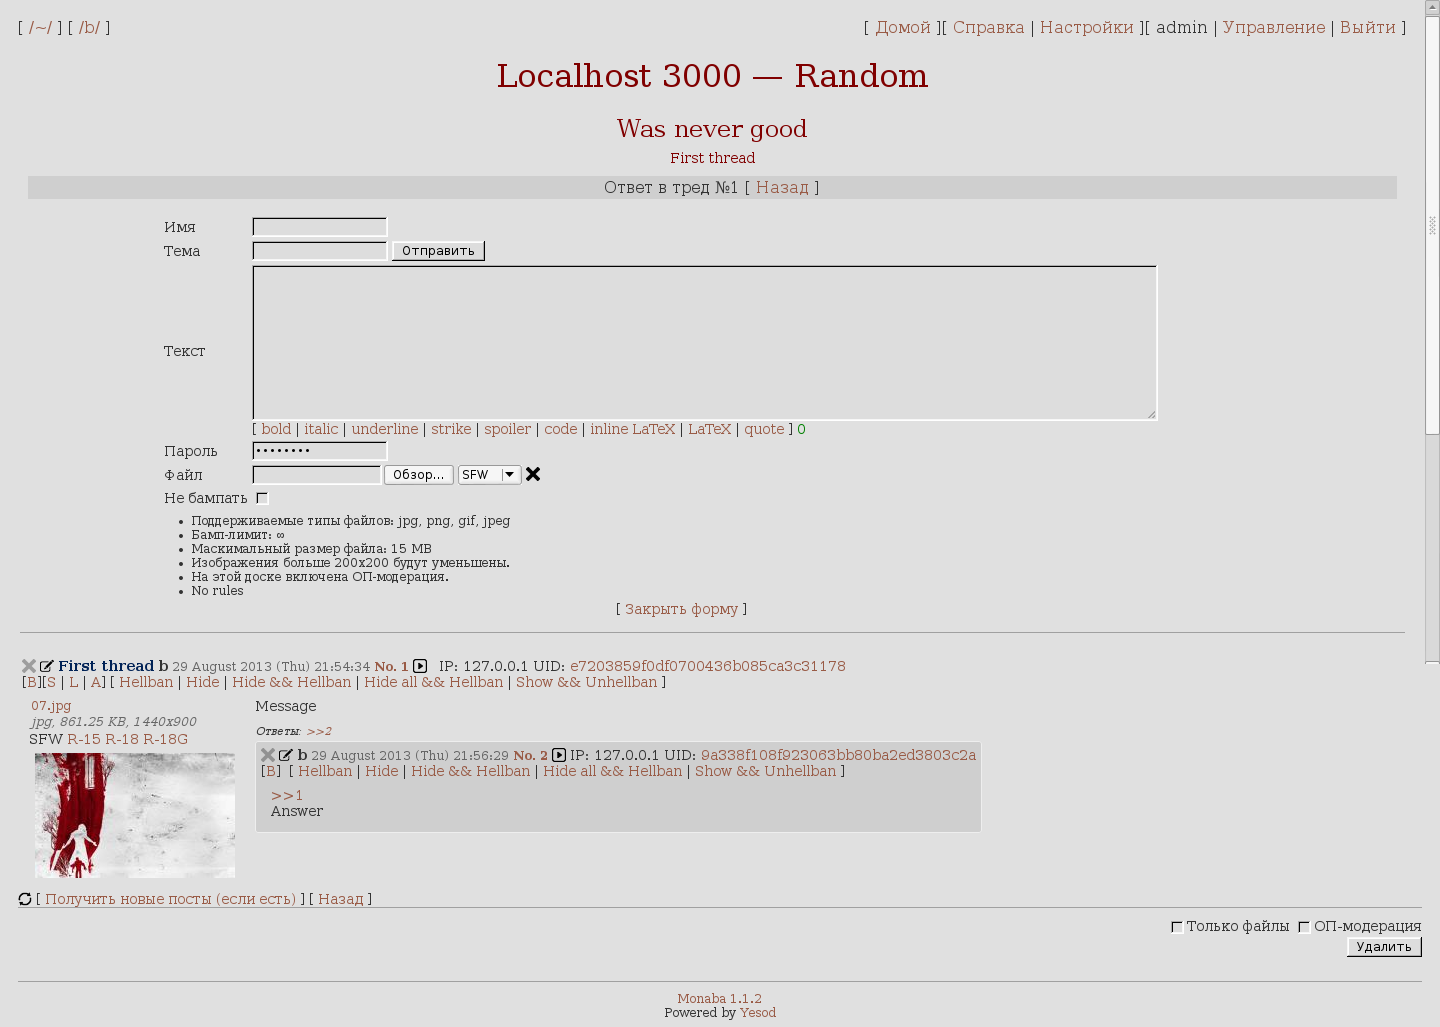 [ /~/ ] [ /b/ ]
[ Домой ][ Справка | Настройки ][ admin | Управление | Выйти ]
Localhost 3000 — Random
Was never good
First thread
Ответ в тред №1 [ Назад ]
Имя
Тема
Отправить
Текст
[ bold | italic | underline | strike | spoiler | code | inline LaTeX | LaTeX | quote ] 0
Пароль ••••••••
Файл Обзор... SFW
Не бампать
• Поддерживаемые типы файлов: jpg, png, gif, jpeg
• Бамп-лимит: ∞
• Маскимальный размер файла: 15 MB
• Изображения больше 200x200 будут уменьшены.
• На этой доске включена ОП-модерация.
• No rules
[ Закрыть форму ]
First thread b 29 August 2013 (Thu) 21:54:34 No. 1 IP: 127.0.0.1 UID: e7203859f0df0700436b085ca3c31178
[B][S | L | A] [ Hellban | Hide | Hide && Hellban | Hide all && Hellban | Show && Unhellban ]
07.jpg
jpg, 861.25 KB, 1440x900
SFW R-15 R-18 R-18G
Message
Ответы: >>2
b 29 August 2013 (Thu) 21:56:29 No. 2 IP: 127.0.0.1 UID: 9a338f108f923063bb80ba2ed3803c2a
[B] [ Hellban | Hide | Hide && Hellban | Hide all && Hellban | Show && Unhellban ]
>>1
Answer
[ Получить новые посты (если есть) ] [ Назад ]
Только файлы ОП-модерация
Удалить
Monaba 1.1.2
Powered by Yesod